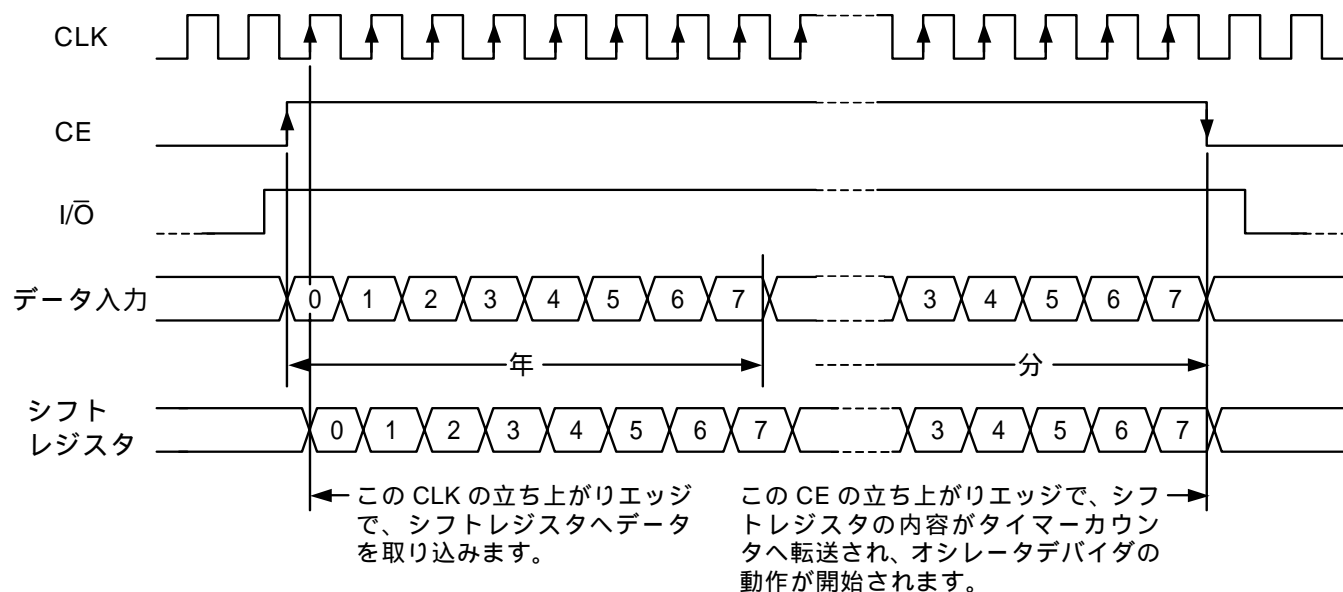 CLK
CE
I/O̅
データ入力
0 1 2 3 4 5 6 7 3 4 5 6 7
年 分
シフト
レジスタ
0 1 2 3 4 5 6 7 3 4 5 6 7
この CLK の立ち上がりエッジ
で、シフトレジスタへデータ
を取り込みます。
この CE の立ち上がりエッジで、シフ
トレジスタの内容がタイマーカウン
タへ転送され、オシレータデバイダの
動作が開始されます。